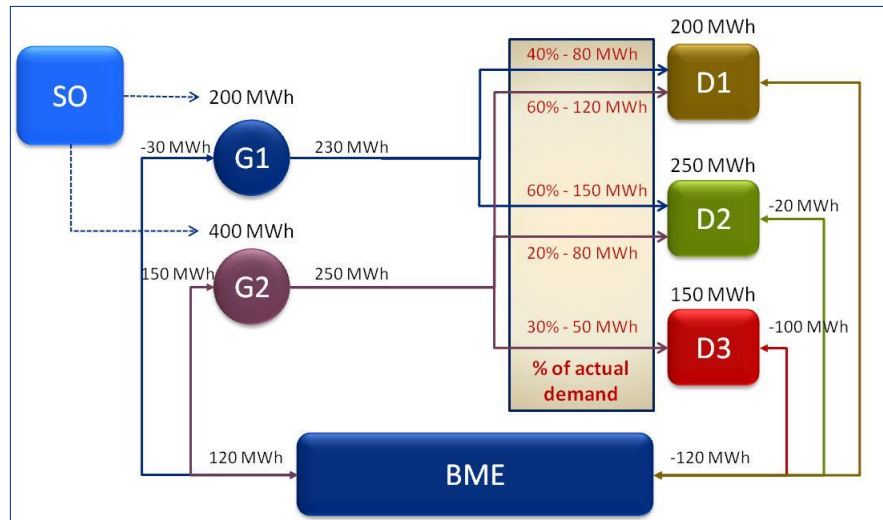 200 MWh
40% - 80 MWh
SO
D1
200 MWh
60% - 120 MWh
-30 MWh
G1
230 MWh
250 MWh
60% - 150 MWh
D2
-20 MWh
400 MWh
150 MWh
G2
250 MWh
20% - 80 MWh
150 MWh
30% - 50 MWh
D3
-100 MWh
% of actual
demand
120 MWh
BME
-120 MWh